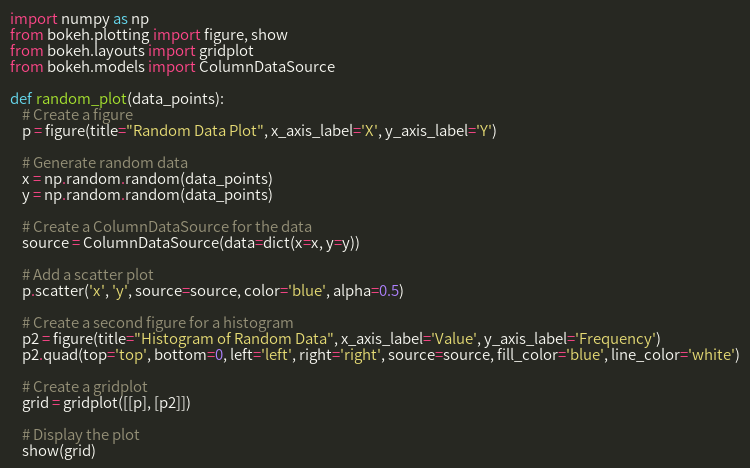 import numpy as np
from bokeh.plotting import figure, show
from bokeh.layouts import gridplot
from bokeh.models import ColumnDataSource

def random_plot(data_points):
    # Create a figure
    p = figure(title="Random Data Plot", x_axis_label='X', y_axis_label='Y')

    # Generate random data
    x = np.random.random(data_points)
    y = np.random.random(data_points)

    # Create a ColumnDataSource for the data
    source = ColumnDataSource(data=dict(x=x, y=y))

    # Add a scatter plot
    p.scatter('x', 'y', source=source, color='blue', alpha=0.5)

    # Create a second figure for a histogram
    p2 = figure(title="Histogram of Random Data", x_axis_label='Value', y_axis_label='Frequency')
    p2.quad(top='top', bottom=0, left='left', right='right', source=source, fill_color='blue', line_color='white')

    # Create a gridplot
    grid = gridplot([[p], [p2]])

    # Display the plot
    show(grid)